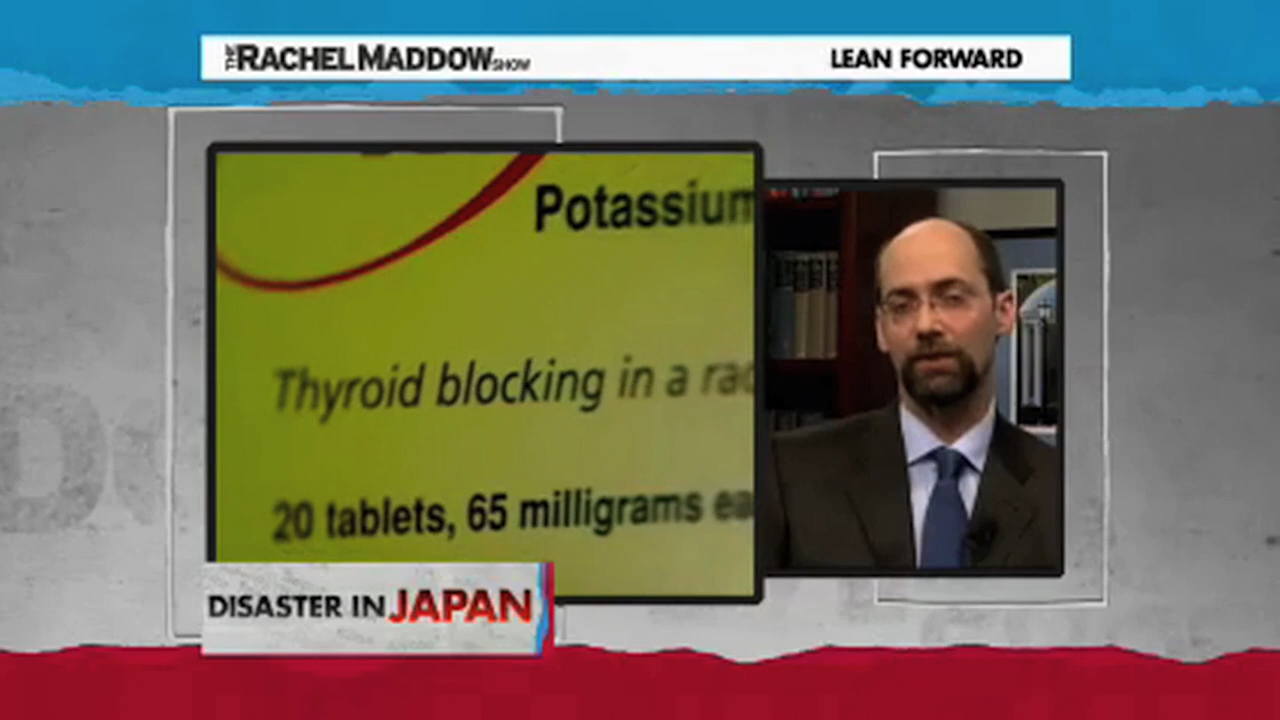 THE RACHEL MADDOW SHOW
LEAN FORWARD
Potassium
Thyroid blocking in a
20 tablets, 65 milligrams
DISASTER IN JAPAN